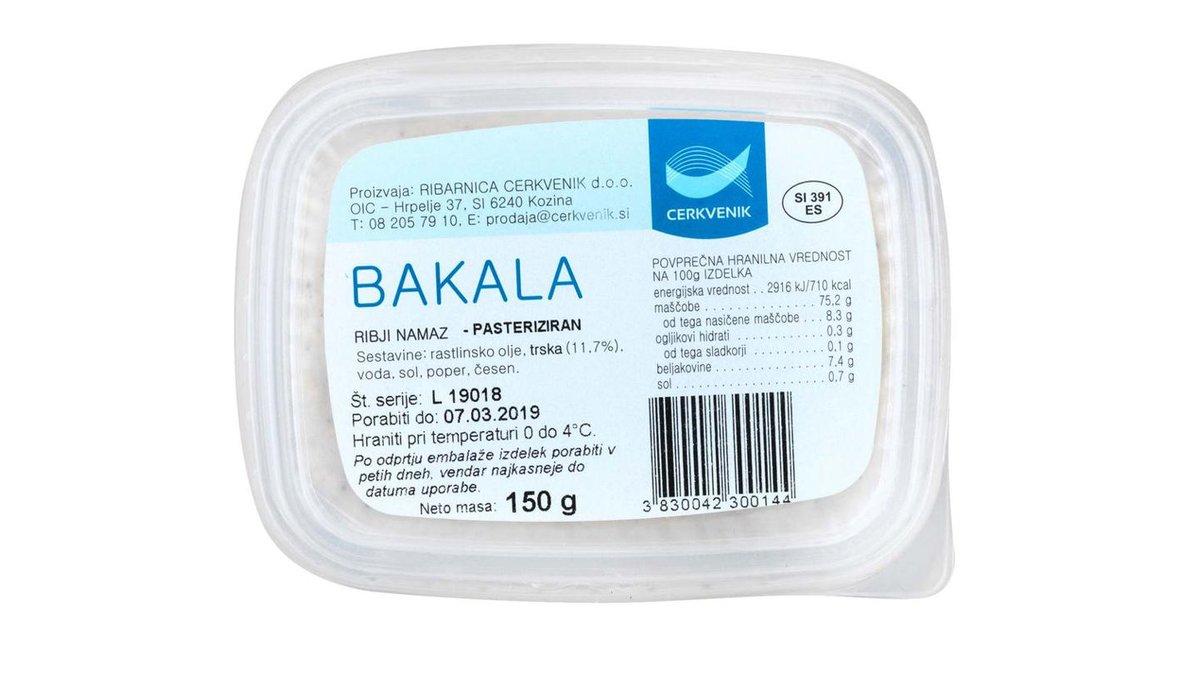 Proizvaja: RIBARNICA CERKVENIK d.o.o.
OIC – Hrpelje 37, SI 6240 Kozina
T: 08 205 79 10, E: prodaja@cerkvenik.si
CERKVENIK
SI 391
ES
BAKALA
RIBJI NAMAZ - PASTERIZIRAN
Sestavine: rastlinsko olje, trska (11,7%),
voda, sol, poper, česen.
Št. serije: L 19018
Porabiti do: 07.03.2019
Hraniti pri temperaturi 0 do 4°C.
Po odprtju embalaže izdelek porabiti v
petih dneh, vendar najkasneje do
datuma uporabe.
Neto masa: 150 g
POVPREČNA HRANILNA VREDNOST
NA 100g IZDELKA
energijska vrednost . . 2916 kJ/710 kcal
maščobe . . . . . . . . . . . . . . . 75.2 g
od tega nasičene maščobe . . . 8.3 g
ogljikovi hidrati . . . . . . . . . . . . 0.3 g
od tega sladkorji . . . . . . . . . . 0.1 g
beljakovine . . . . . . . . . . . . . . 7.4 g
sol . . . . . . . . . . . . . . . . . . . . 0.7 g
3 830042 300144